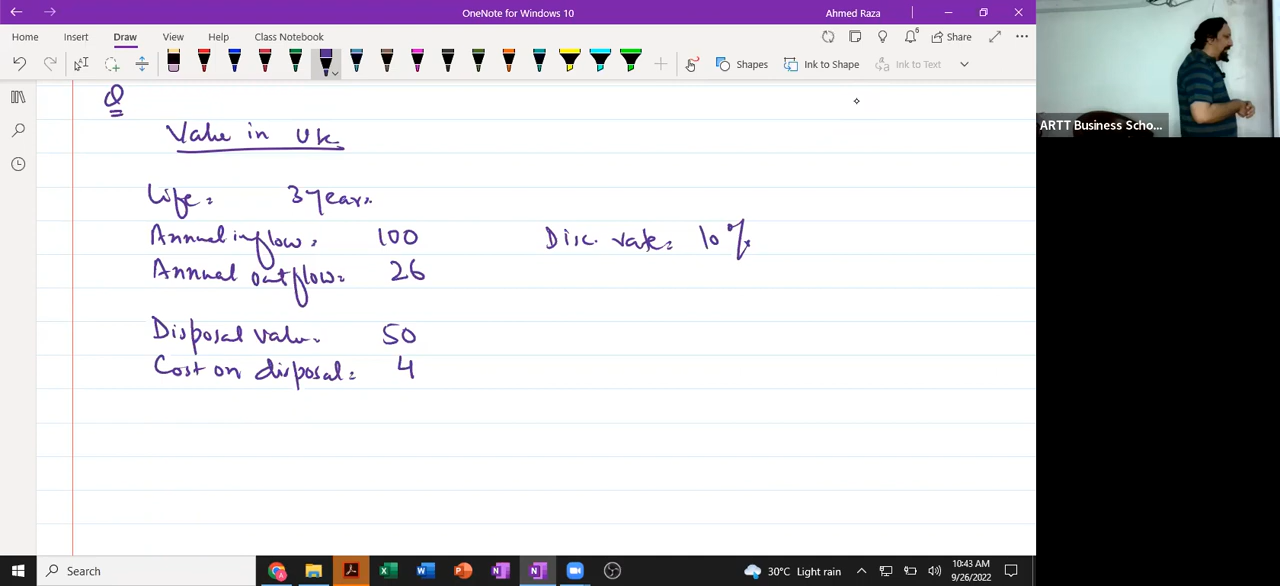 OneNote for Windows 10
Ahmed Raza
Home Insert Draw View Help Class Notebook
Share
Shapes Ink to Shape Ink to Text
Q
Value in UK
Life = 3 years.
Annual inflow = 100 Disc. rate = 10%
Annual outflow = 26
Disposal value = 50
Cost on disposal = 4
ARTT Business Scho...
Search
30°C Light rain
10:43 AM
9/26/2022